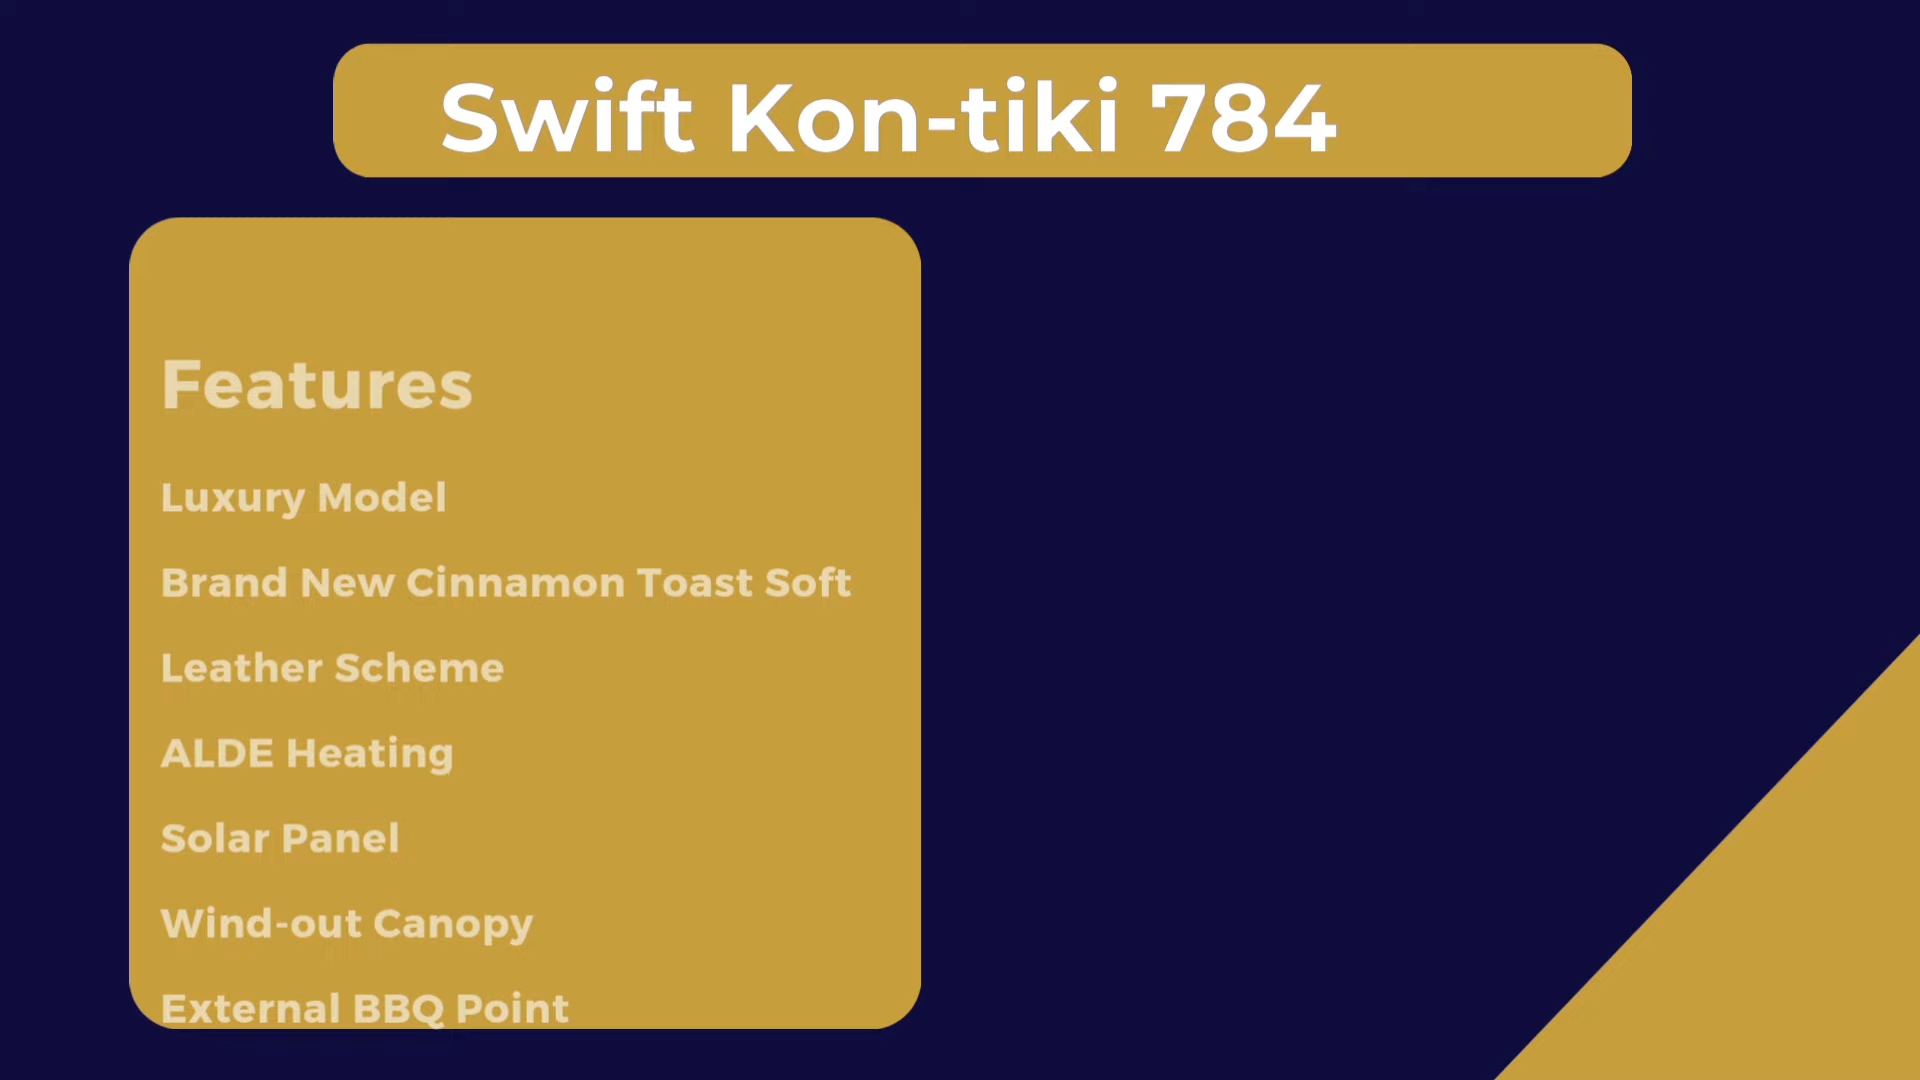 Swift Kon-tiki 784
Features
Luxury Model
Brand New Cinnamon Toast Soft
Leather Scheme
ALDE Heating
Solar Panel
Wind-out Canopy
External BBQ Point